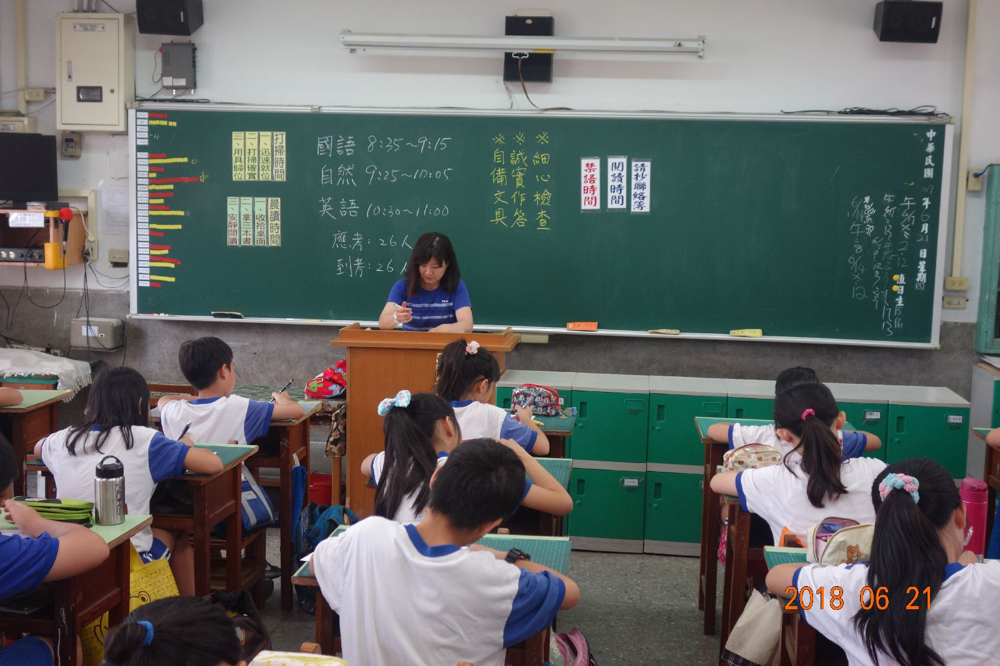 打掃時間
一、迅速就位
二、打掃確實
三、用具歸位
晨讀時間
一、收拾桌面
二、拿三本書
三、安靜閱讀
國語 8:35~9:15
自然 9:25~10:05
英語 10:30~11:00
應考:26人
到考:26人
※細心檢查
※誠實作答
※自備文具
禁語時間
閱讀時間
請抄聯絡簿
中華民國107年6月21日星期四
值日生 15 16
FILA
2018 06 21